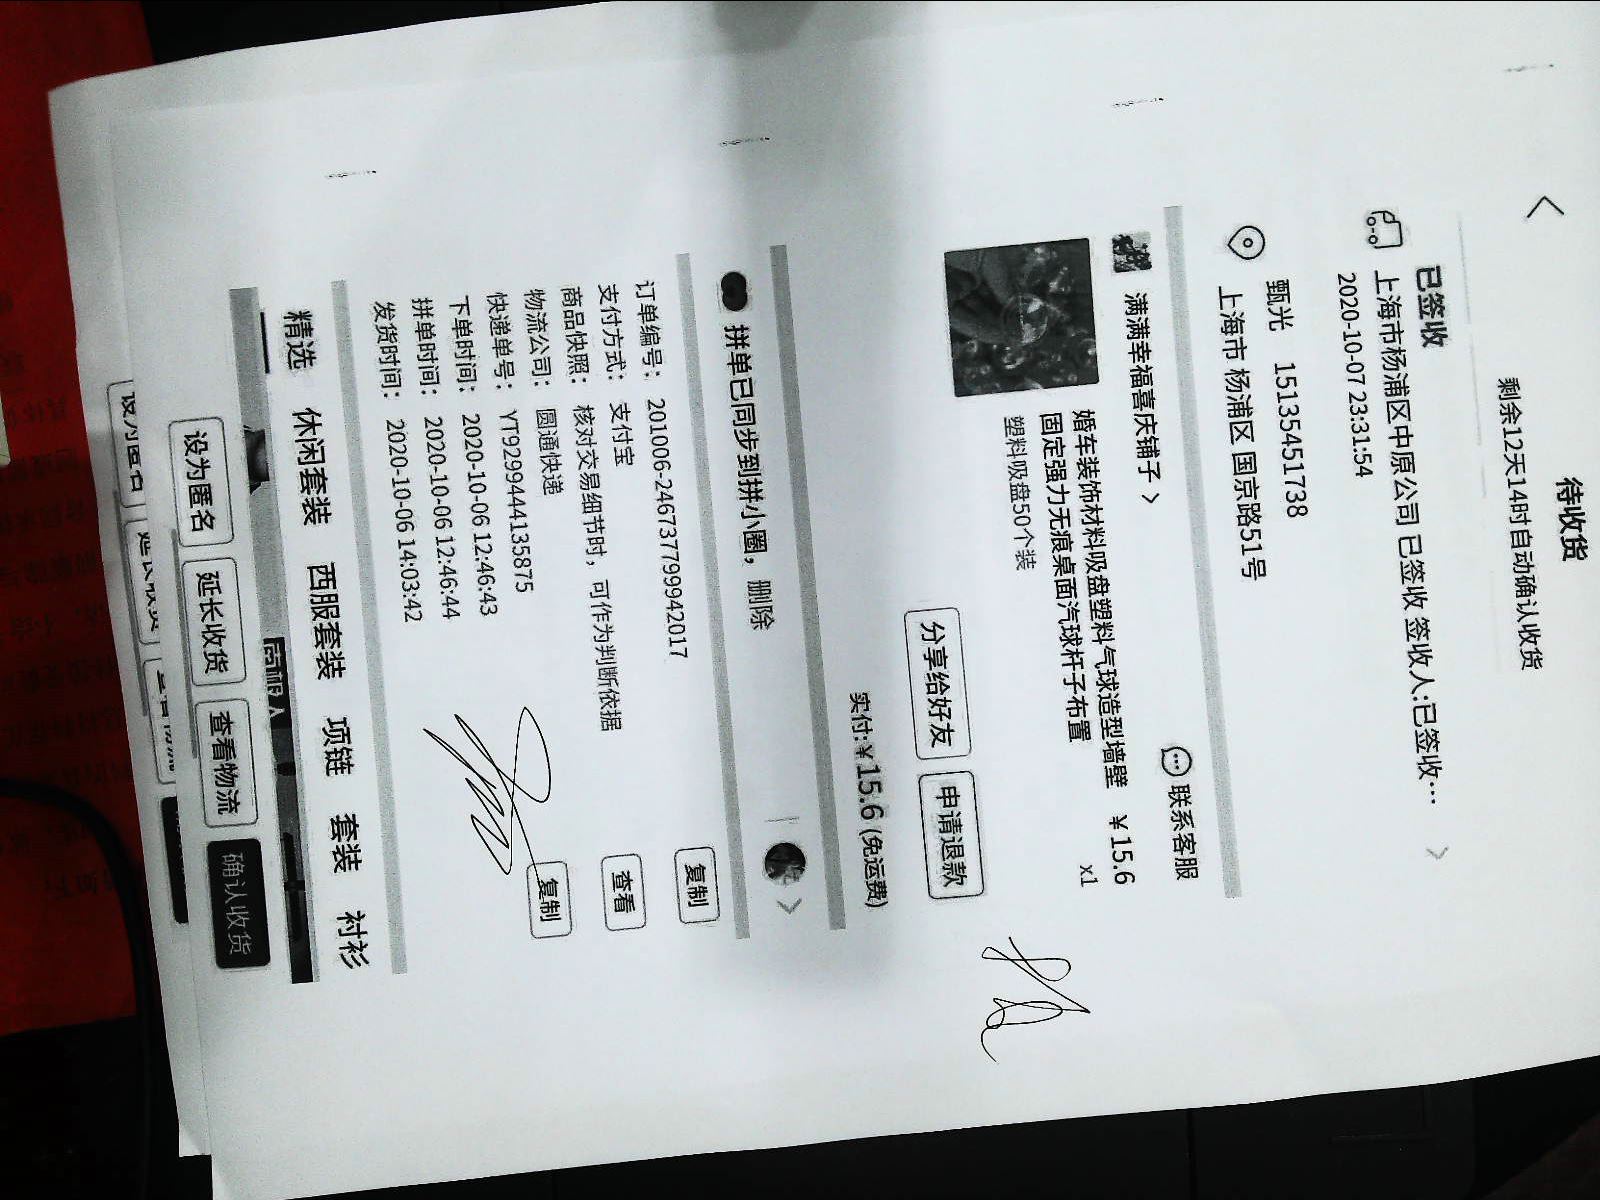 待收货
剩余12天14时自动确认收货
已签收
上海市杨浦区中原公司 已签收 签收人:已签收…
2020-10-07 23:31:54
甄光 15135451738
上海市 杨浦区 国京路51号
满满幸福喜庆铺子
联系客服
婚车装饰材料吸盘塑料气球造型墙壁 ¥15.6
固定强力无痕桌面汽球杆子布置 x1
塑料吸盘50个装
分享给好友 申请退款
实付:¥15.6 (免运费)
拼单已同步到拼小圈，删除
订单编号： 201006-246737799942017 复制
支付方式： 支付宝
商品快照： 核对交易细节时，可作为判断依据 查看
物流公司： 圆通快递
快递单号： YT9299444135875 复制
下单时间： 2020-10-06 12:46:43
拼单时间： 2020-10-06 12:46:44
发货时间： 2020-10-06 14:03:42
精选 休闲套装 西服套装 项链 套装 衬衫
南极人
设为匿名 延长收货 查看物流 确认收货
设为匿名 延长收货